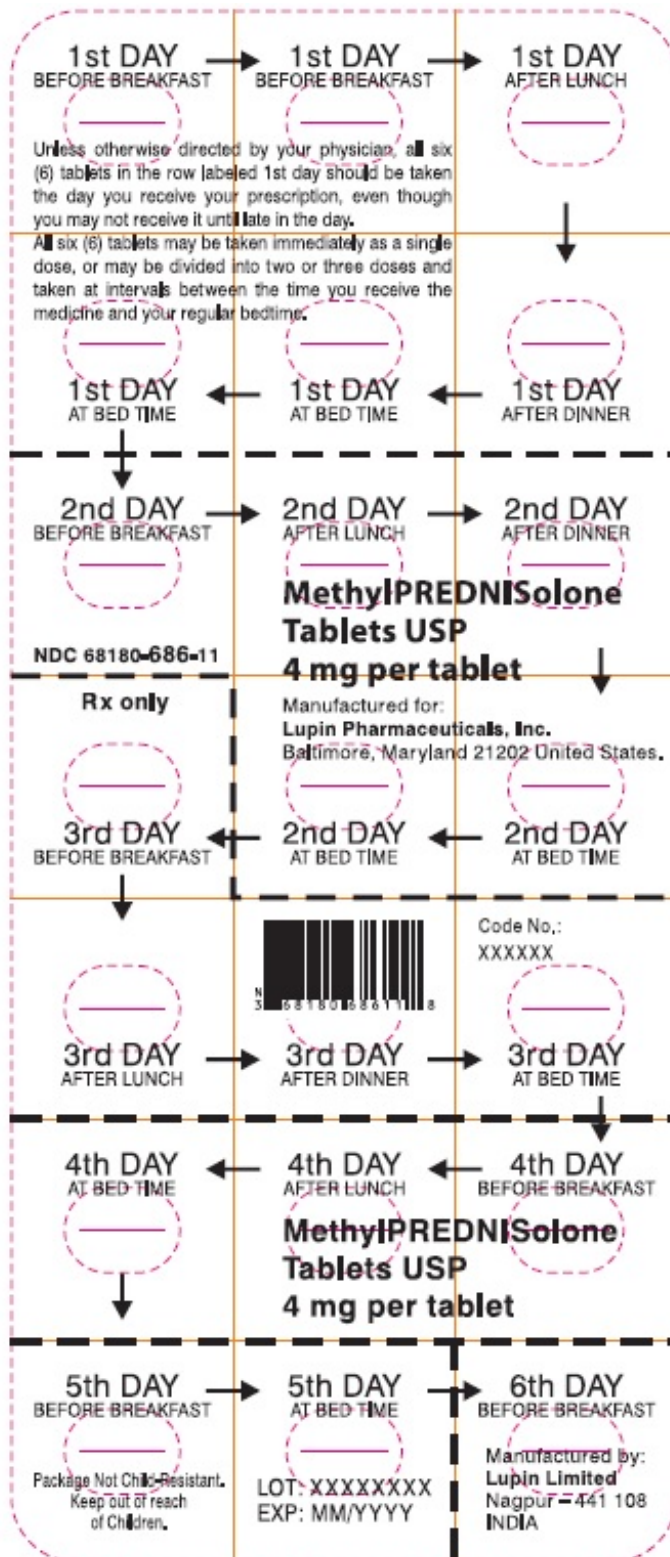 1st DAY
BEFORE BREAKFAST
1st DAY
BEFORE BREAKFAST
1st DAY
AFTER LUNCH
Unless otherwise directed by your physician, all six
(6) tablets in the row labeled 1st day should be taken
the day you receive your prescription, even though
you may not receive it until late in the day.
All six (6) tablets may be taken immediately as a single
dose, or may be divided into two or three doses and
taken at intervals between the time you receive the
medicine and your regular bedtime.
1st DAY
AT BED TIME
1st DAY
AT BED TIME
1st DAY
AFTER DINNER
2nd DAY
BEFORE BREAKFAST
2nd DAY
AFTER LUNCH
2nd DAY
AFTER DINNER
MethylPREDNISolone
Tablets USP
4 mg per tablet
NDC 68180-686-11
Rx only
Manufactured for:
Lupin Pharmaceuticals, Inc.
Baltimore, Maryland 21202 United States.
3rd DAY
BEFORE BREAKFAST
2nd DAY
AT BED TIME
2nd DAY
AT BED TIME
N
3 68180 68611 8
Code No.:
XXXXXX
3rd DAY
AFTER LUNCH
3rd DAY
AFTER DINNER
3rd DAY
AT BED TIME
4th DAY
AT BED TIME
4th DAY
AFTER LUNCH
4th DAY
BEFORE BREAKFAST
MethylPREDNISolone
Tablets USP
4 mg per tablet
5th DAY
BEFORE BREAKFAST
5th DAY
AT BED TIME
6th DAY
BEFORE BREAKFAST
Package Not Child-Resistant.
Keep out of reach
of Children.
LOT: XXXXXXXX
EXP: MM/YYYY
Manufactured by:
Lupin Limited
Nagpur – 441 108
INDIA